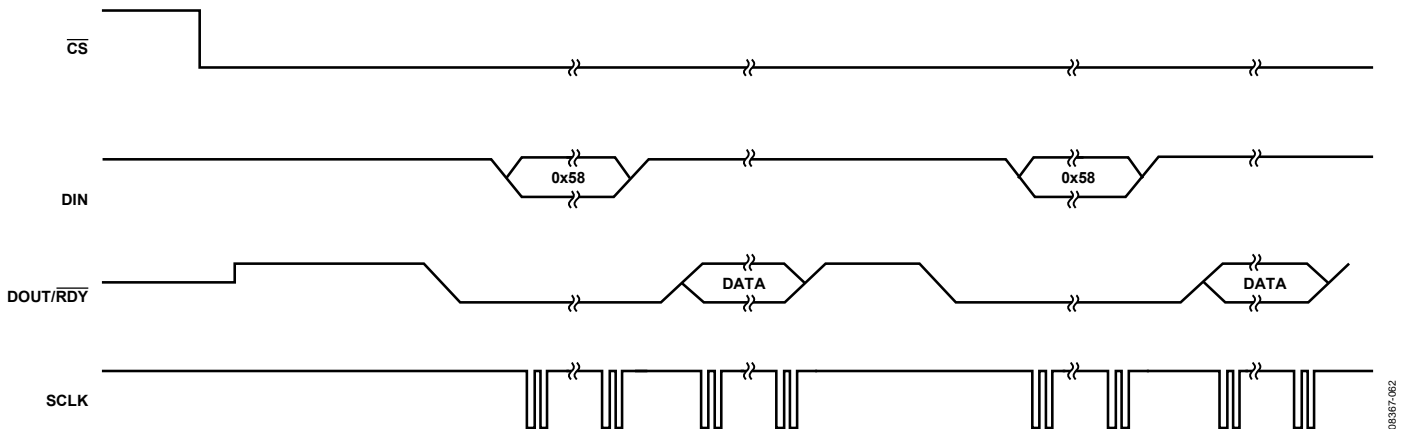 CS
DIN
0x58
0x58
DOUT/RDY
DATA
DATA
SCLK
08367-062